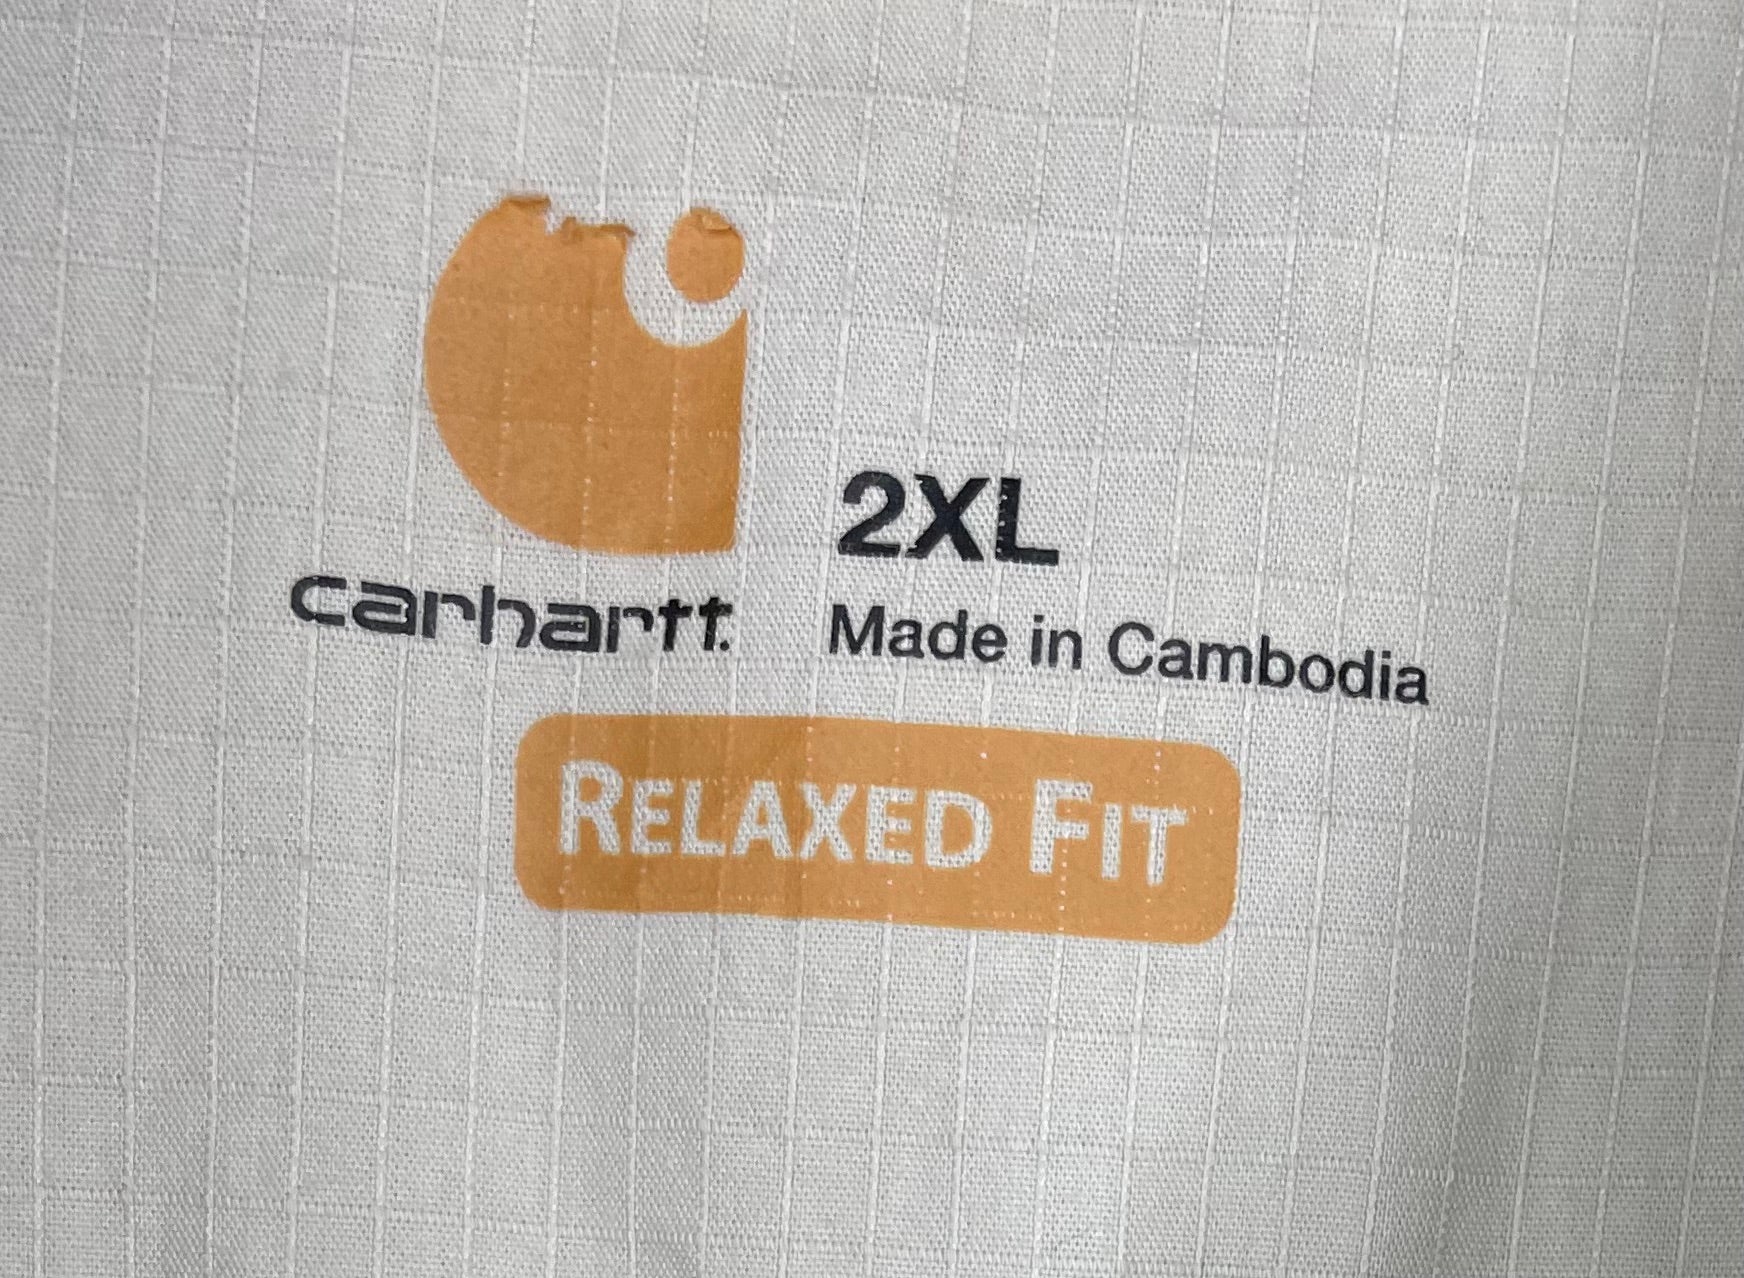 2XL
carhartt.
Made in Cambodia
RELAXED FIT